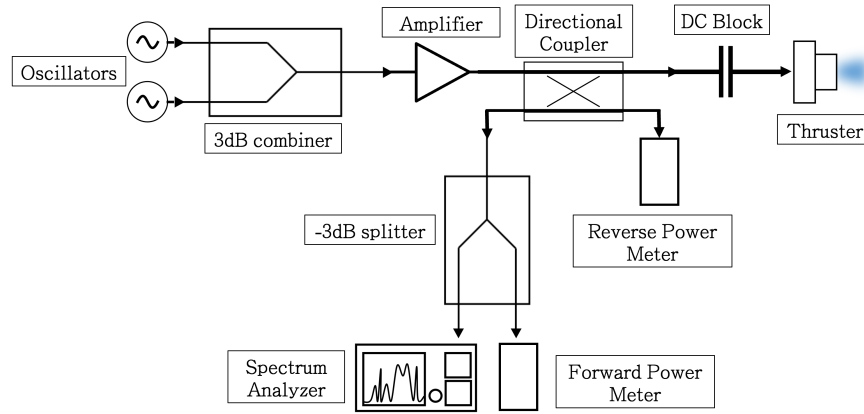 Oscillators
3dB combiner
Amplifier
Directional
Coupler
DC Block
Thruster
-3dB splitter
Reverse Power
Meter
Spectrum
Analyzer
Forward Power
Meter